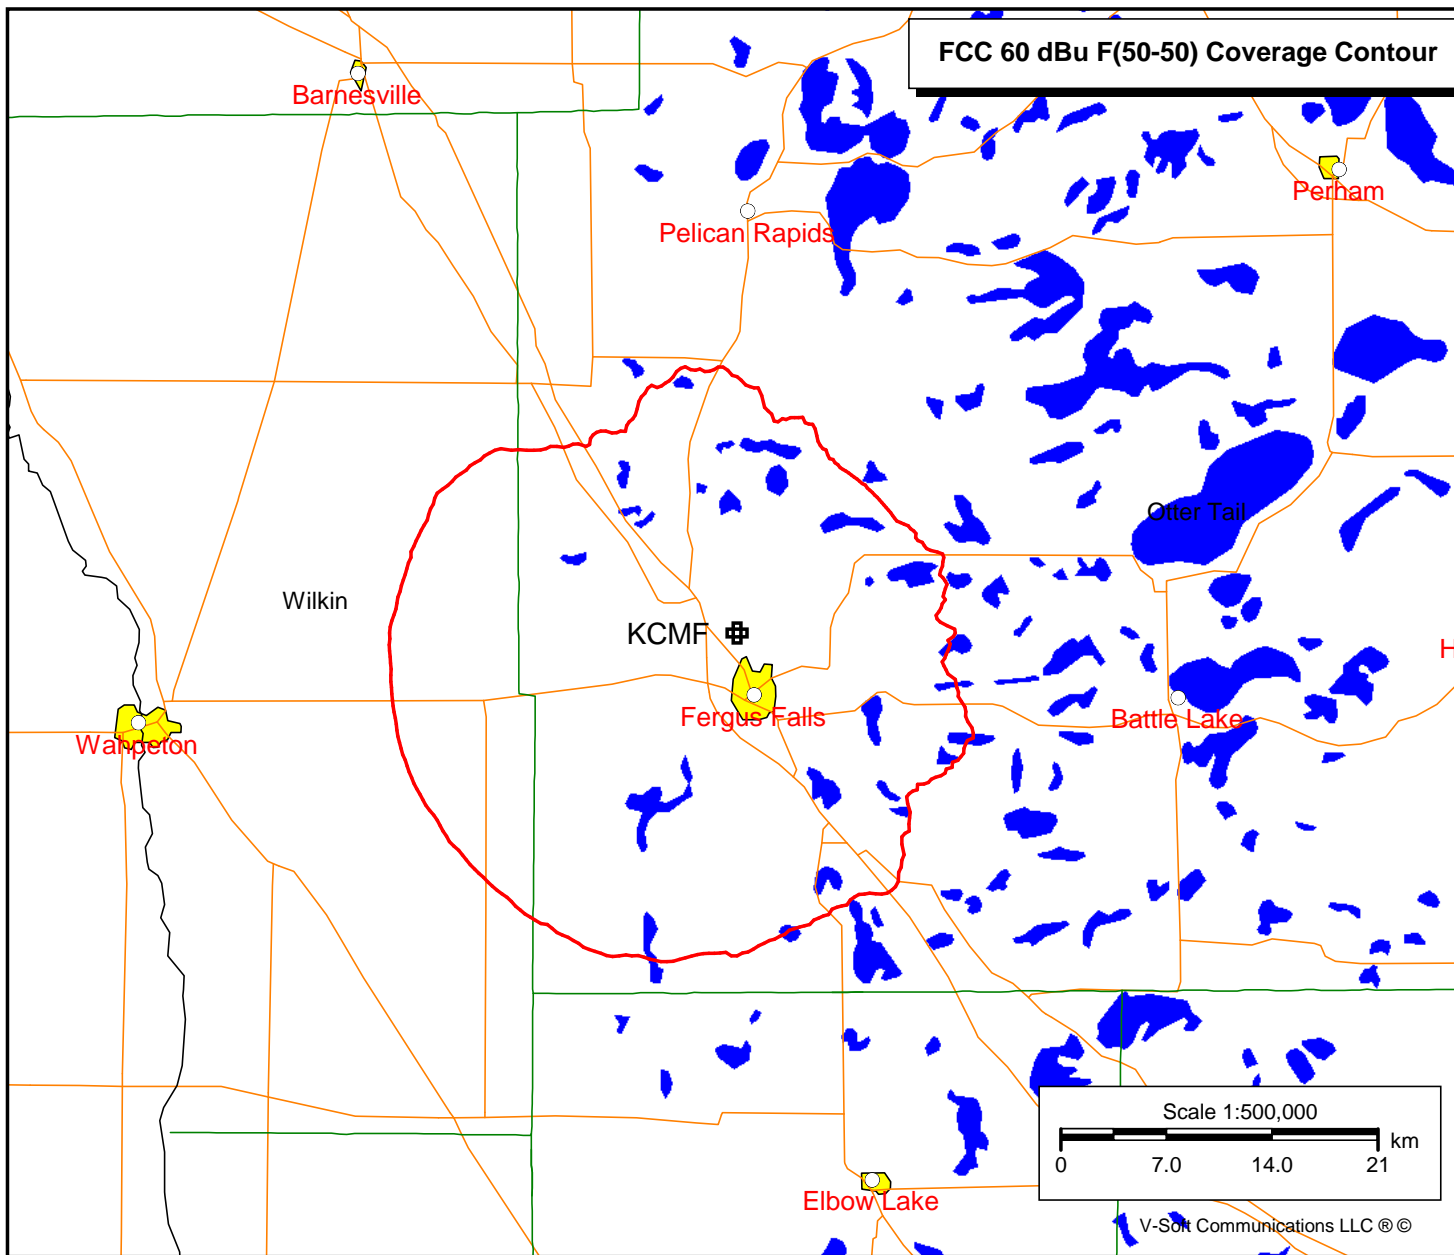 FCC 60 dBu F(50-50) Coverage Contour
Barnesville
Perham
Pelican Rapids
Otter Tail
Wilkin
KCMF
H
Fergus Falls
Battle Lake
Wahpeton
Scale 1:500,000
km
0 7.0 14.0 21
Elbow Lake
V-Soft Communications LLC ® ©